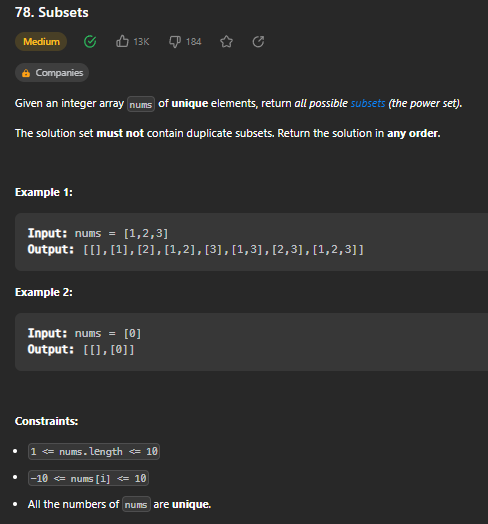 78. Subsets
Medium 13K 184
Companies
Given an integer array nums of unique elements, return all possible subsets (the power set).
The solution set must not contain duplicate subsets. Return the solution in any order.
Example 1:
Input: nums = [1,2,3]
Output: [[],[1],[2],[1,2],[3],[1,3],[2,3],[1,2,3]]
Example 2:
Input: nums = [0]
Output: [[],[0]]
Constraints:
• 1 <= nums.length <= 10
• -10 <= nums[i] <= 10
• All the numbers of nums are unique.